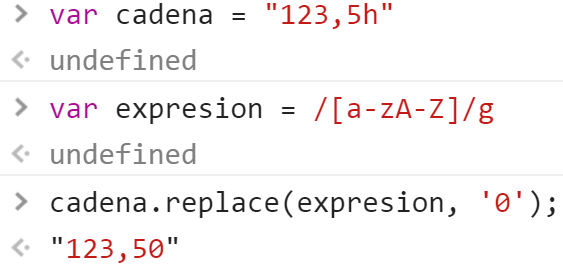 > var cadena = "123,5h"
<· undefined
> var expresion = /[a-zA-Z]/g
<· undefined
> cadena.replace(expresion, '0');
<· "123,50"